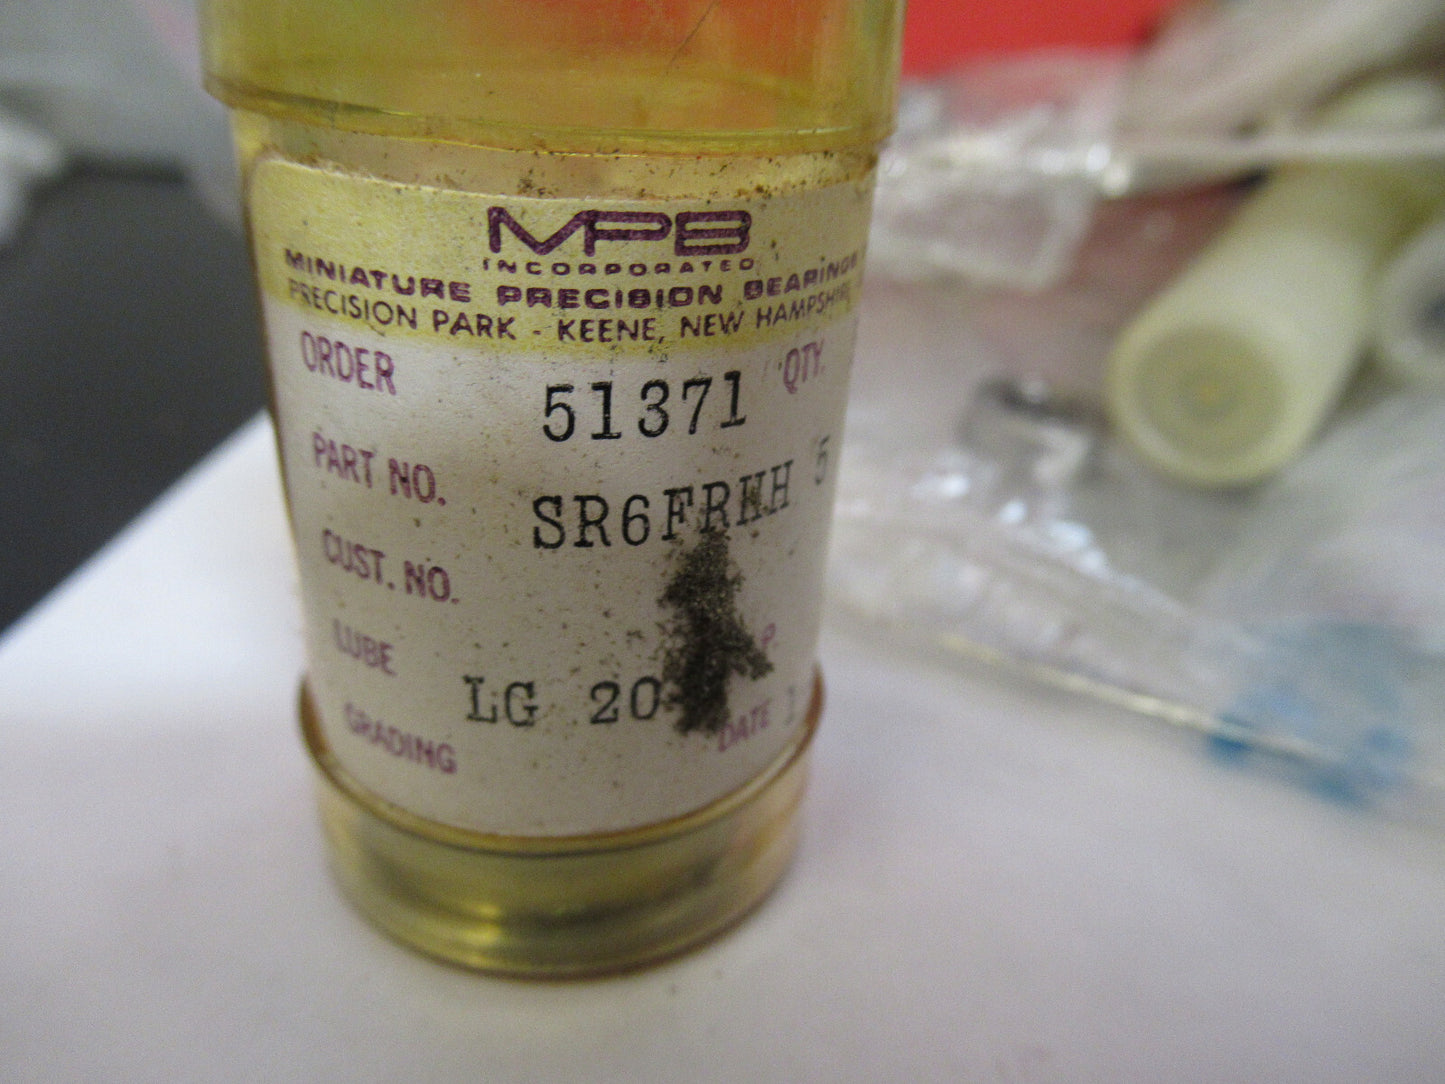 MPB
INCORPORATED
MINIATURE PRECISION BEARINGS
PRECISION PARK - KEENE, NEW HAMPSHIRE
ORDER 51371 QTY.
PART NO. SR6FRHH 5
CUST. NO.
LUBE LG 20
GRADING DATE 1